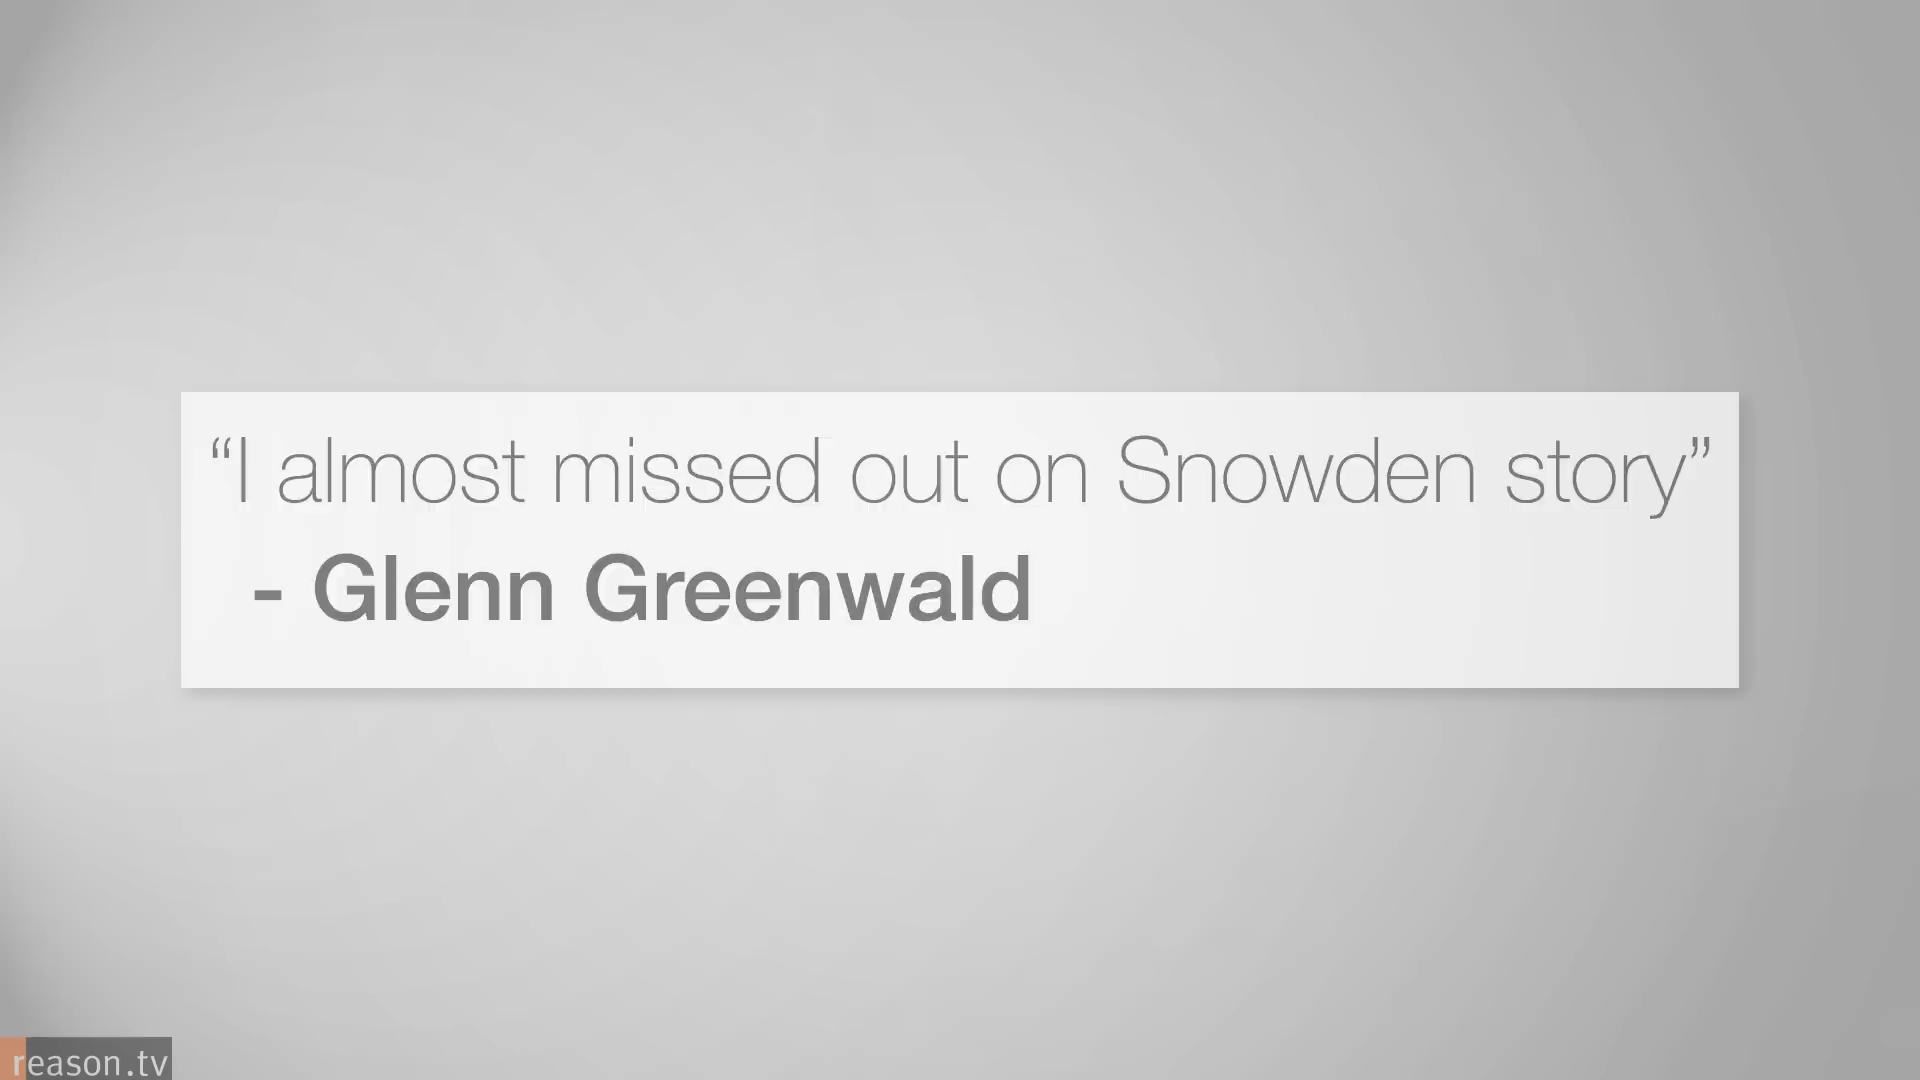 “I almost missed out on Snowden story”
- Glenn Greenwald
reason.tv